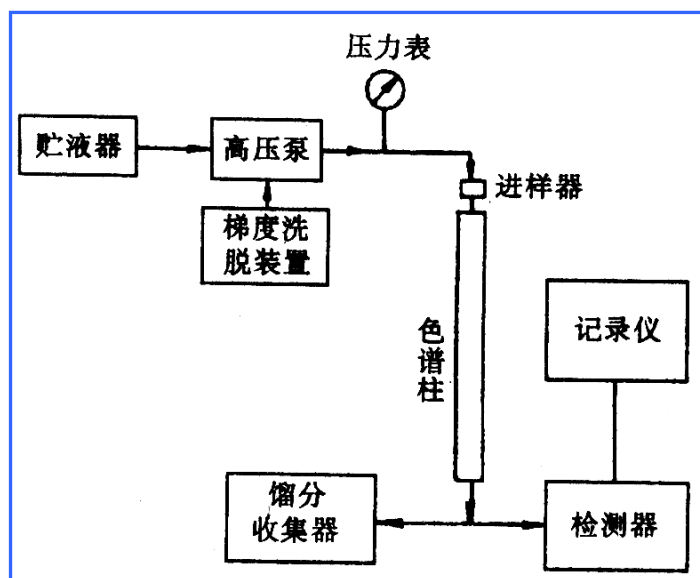 压力表
贮液器
高压泵
进样器
梯度洗
脱装置
色谱柱
记录仪
馏分
收集器
检测器